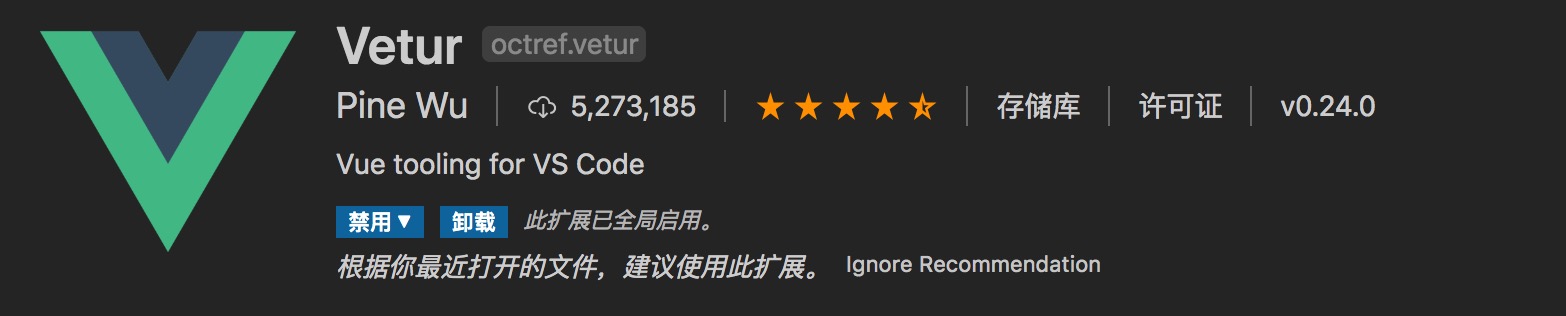 Vetur octref.vetur
Pine Wu 5,273,185 存储库 许可证 v0.24.0
Vue tooling for VS Code
禁用 卸载 此扩展已全局启用。
根据你最近打开的文件，建议使用此扩展。 Ignore Recommendation